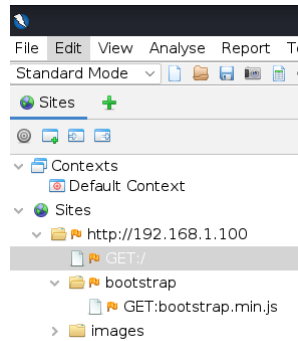 File Edit View Analyse Report
Standard Mode
Sites
Contexts
Default Context
Sites
http://192.168.1.100
GET:/
bootstrap
GET:bootstrap.min.js
images